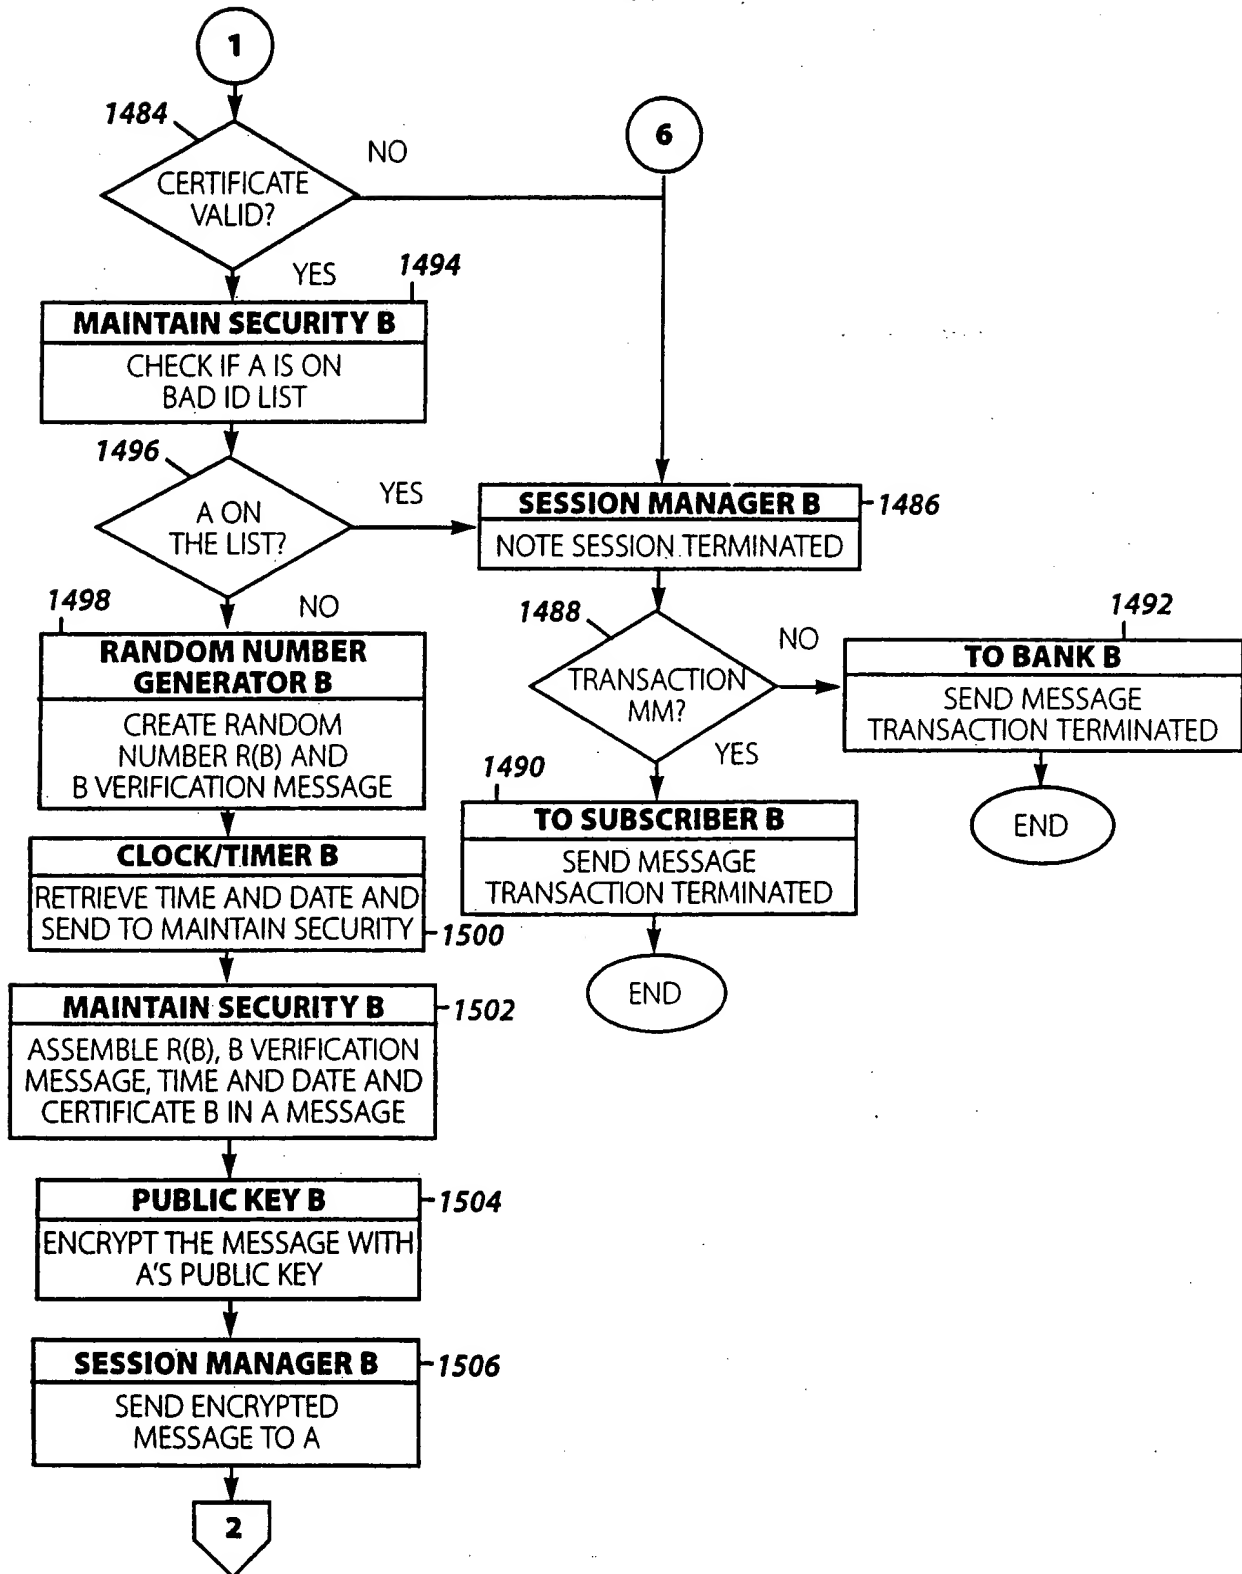 1
1484
CERTIFICATE
VALID?
NO
6
YES
1494
MAINTAIN SECURITY B
CHECK IF A IS ON
BAD ID LIST
1496
A ON
THE LIST?
YES
SESSION MANAGER B
1486
NOTE SESSION TERMINATED
NO
1498
RANDOM NUMBER
GENERATOR B
CREATE RANDOM
NUMBER R(B) AND
B VERIFICATION MESSAGE
1488
TRANSACTION
MM?
NO
1492
TO BANK B
SEND MESSAGE
TRANSACTION TERMINATED
END
YES
1490
TO SUBSCRIBER B
SEND MESSAGE
TRANSACTION TERMINATED
END
CLOCK/TIMER B
RETRIEVE TIME AND DATE AND
SEND TO MAINTAIN SECURITY
1500
MAINTAIN SECURITY B
1502
ASSEMBLE R(B), B VERIFICATION
MESSAGE, TIME AND DATE AND
CERTIFICATE B IN A MESSAGE
PUBLIC KEY B
1504
ENCRYPT THE MESSAGE WITH
A'S PUBLIC KEY
SESSION MANAGER B
1506
SEND ENCRYPTED
MESSAGE TO A
2